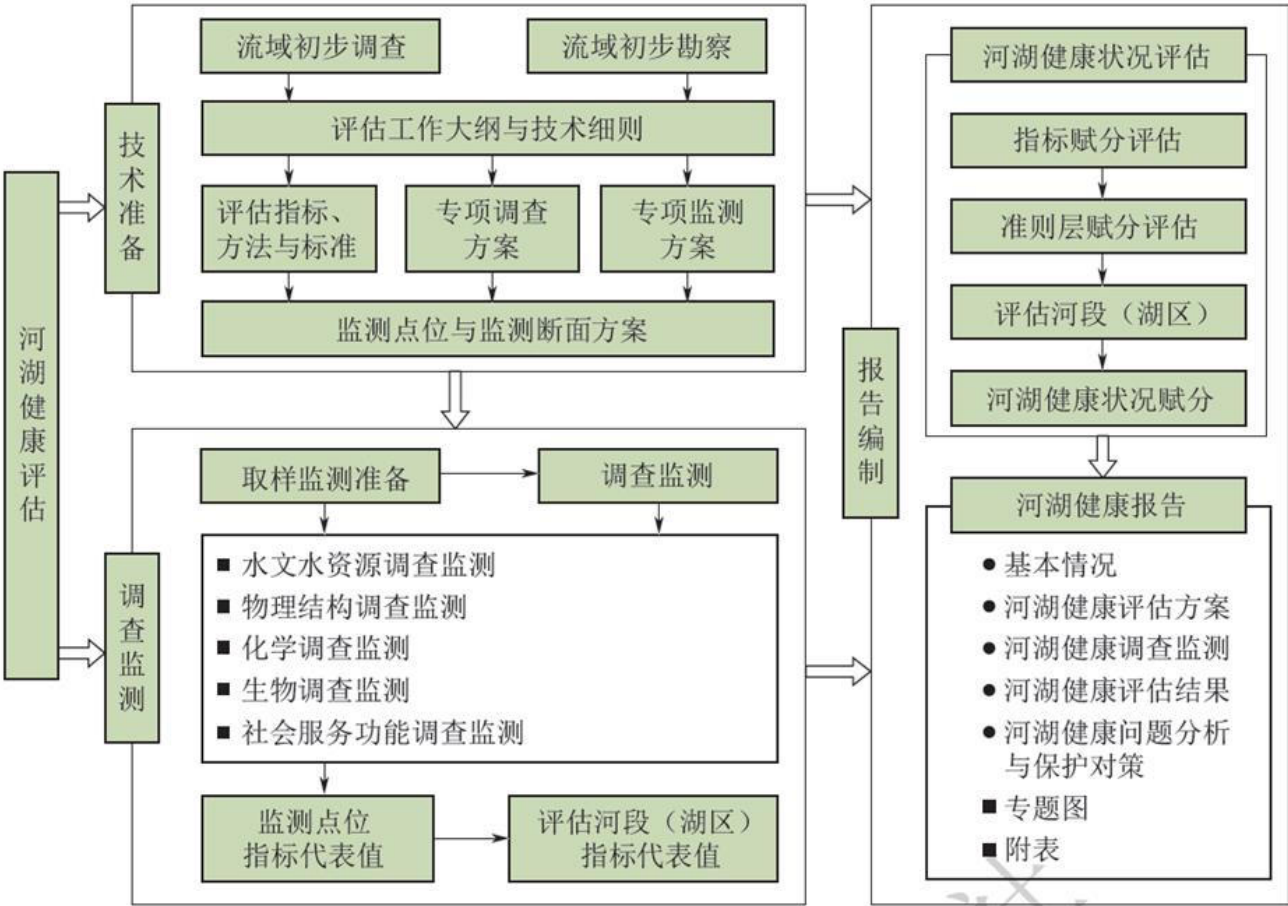 河湖健康评估
技术准备
流域初步调查
流域初步勘察
评估工作大纲与技术细则
评估指标、
方法与标准
专项调查
方案
专项监测
方案
监测点位与监测断面方案
调查监测
取样监测准备
调查监测
■ 水文水资源调查监测
■ 物理结构调查监测
■ 化学调查监测
■ 生物调查监测
■ 社会服务功能调查监测
监测点位
指标代表值
评估河段（湖区）
指标代表值
报告编制
河湖健康状况评估
指标赋分评估
准则层赋分评估
评估河段（湖区）
河湖健康状况赋分
河湖健康报告
● 基本情况
● 河湖健康评估方案
● 河湖健康调查监测
● 河湖健康评估结果
● 河湖健康问题分析
与保护对策
■ 专题图
■ 附表